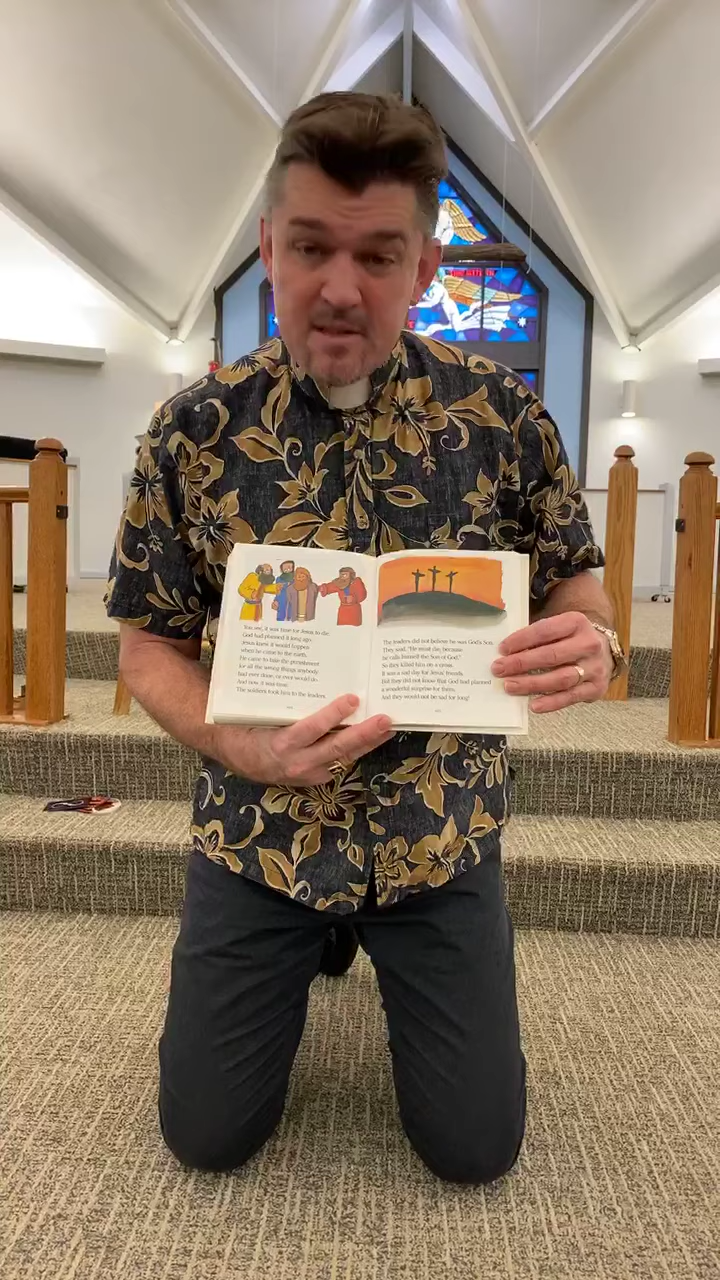 You see, it was time for Jesus to die.
God had planned it long ago.
Jesus knew it would happen
when he came to the earth.
He came to take the punishment
for all the wrong things anybody
had ever done, or ever would do.
And now it was time.
The soldiers took him to the leaders.
The leaders did not believe he was God's Son.
They said, "He must die, because
he calls himself the Son of God."
So they killed him on a cross.
It was a sad day for Jesus' friends.
But they did not know that God had planned
a wonderful surprise for them.
And they would not be sad for long!